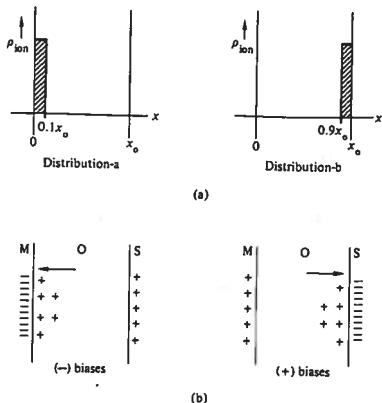 ρion
ρion
x
x
0
0.1xo
xo
0
0.9xo
xo
Distribution-a
Distribution-b
(a)
M
O
S
M
O
S
(−) biases
(+) biases
(b)